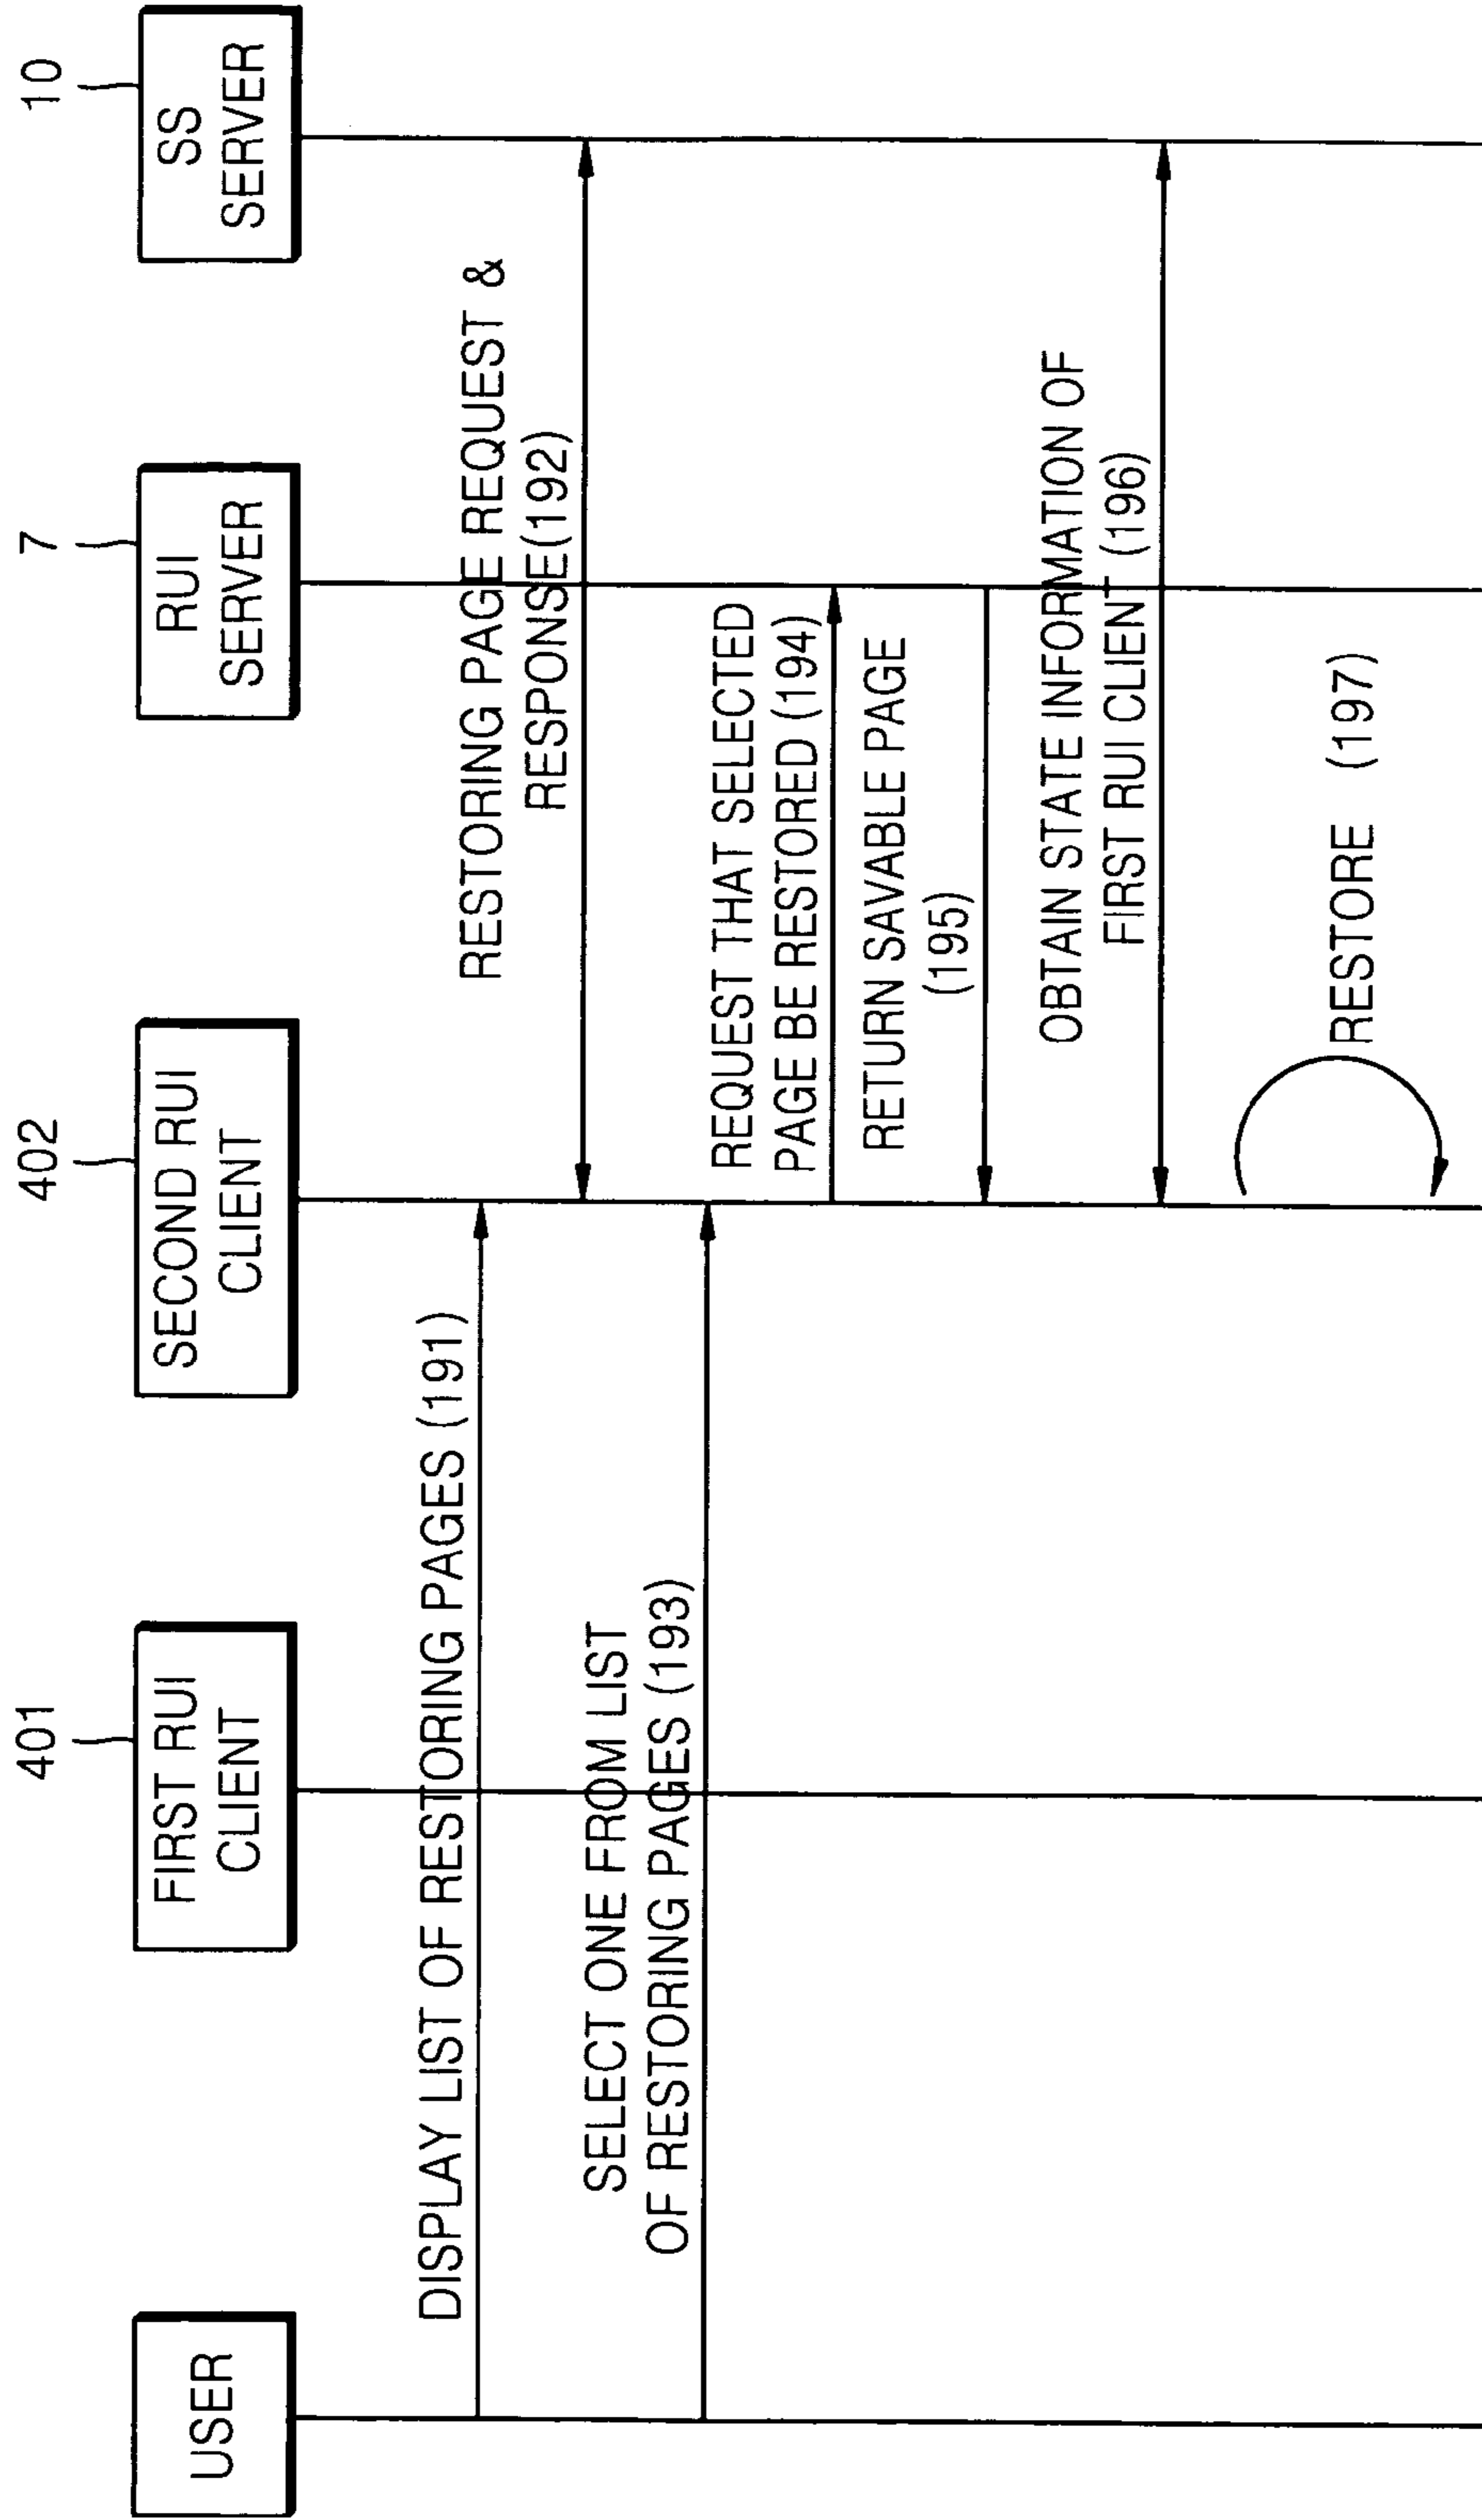 USER
401
FIRST RUI
CLIENT
402
SECOND RUI
CLIENT
7
RUI
SERVER
10
SS
SERVER
DISPLAY LIST OF RESTORING PAGES (191)
RESTORING PAGE REQUEST &
RESPONSE(192)
SELECT ONE FROM LIST
OF RESTORING PAGES (193)
REQUEST THAT SELECTED
PAGE BE RESTORED (194)
RETURN SAVABLE PAGE
(195)
OBTAIN STATE INFORMATION OF
FIRST RUI CLIENT (196)
RESTORE (197)